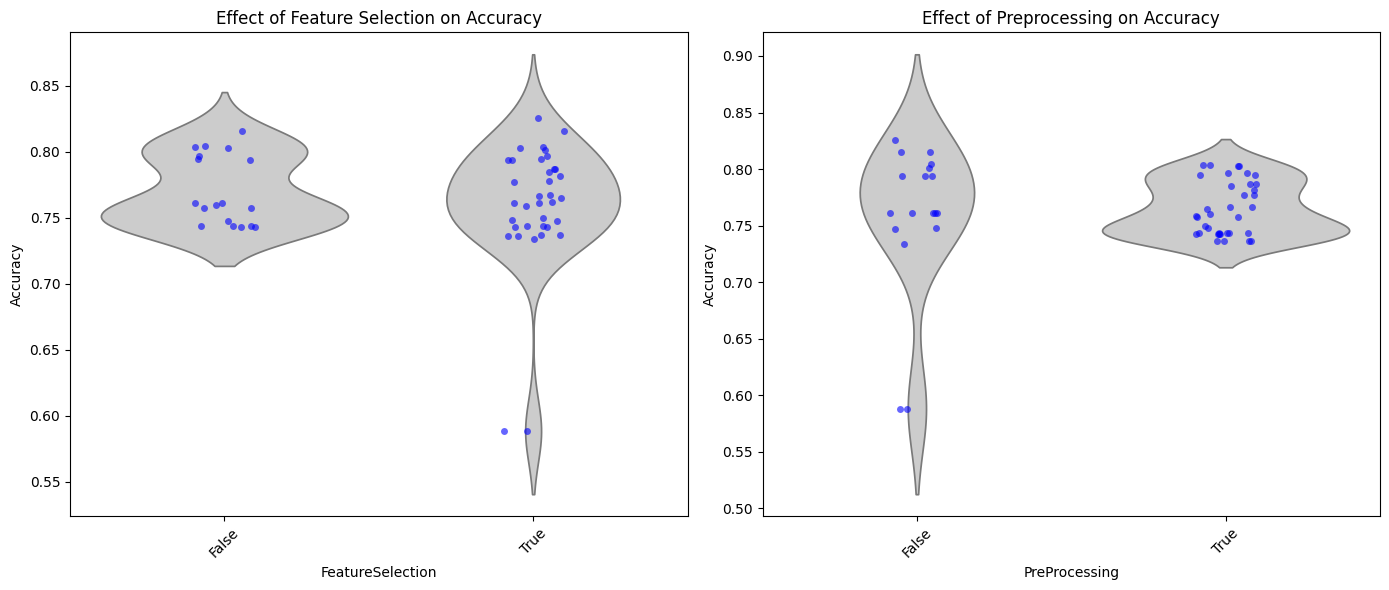 Effect of Feature Selection on Accuracy
Accuracy
0.85
0.80
0.75
0.70
0.65
0.60
0.55
False
True
FeatureSelection
Effect of Preprocessing on Accuracy
Accuracy
0.90
0.85
0.80
0.75
0.70
0.65
0.60
0.55
0.50
False
True
PreProcessing